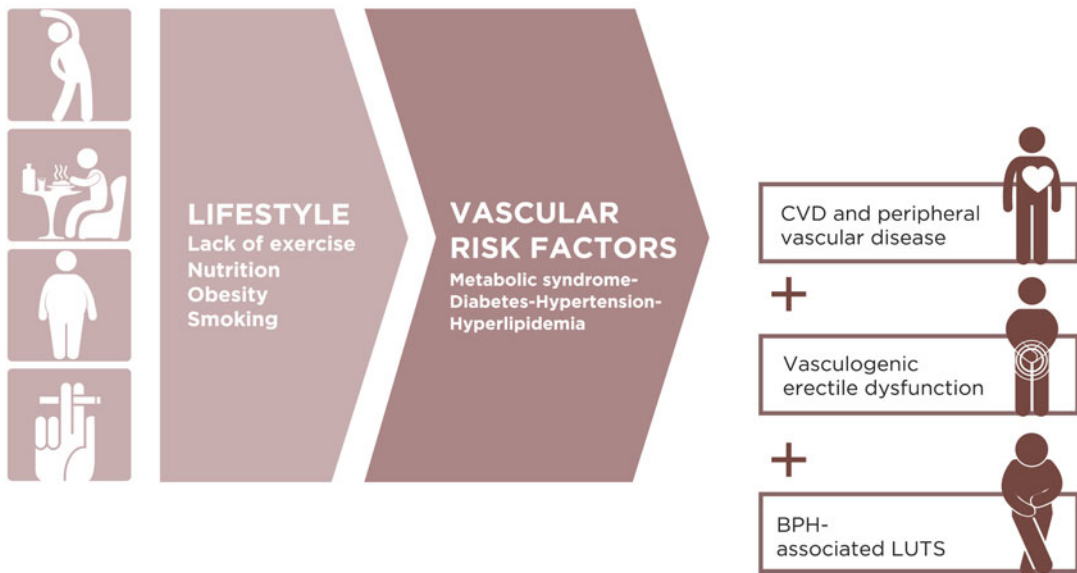 LIFESTYLE
Lack of exercise
Nutrition
Obesity
Smoking
VASCULAR
RISK FACTORS
Metabolic syndrome-
Diabetes-Hypertension-
Hyperlipidemia
CVD and peripheral
vascular disease
+
Vasculogenic
erectile dysfunction
+
BPH-
associated LUTS